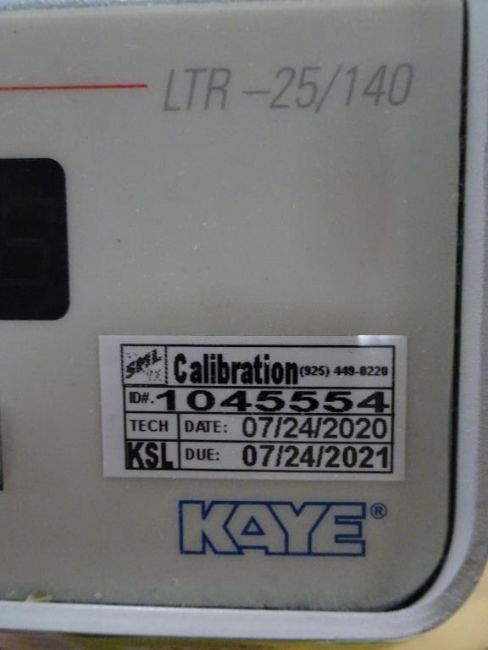 LTR -25/140
SML Calibration (925) 449-0220
ID#. 1045554
TECH DATE: 07/24/2020
KSL DUE: 07/24/2021
KAYE®